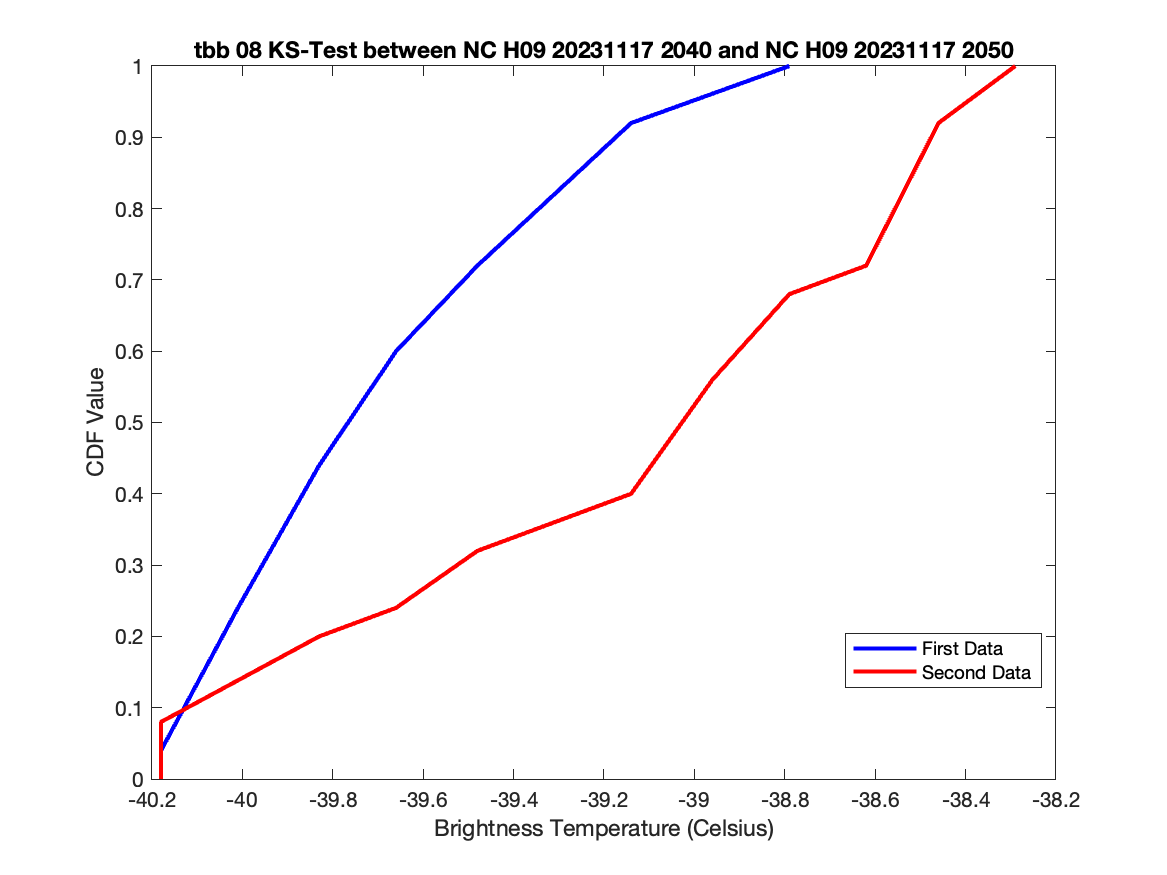 tbb 08 KS-Test between NC H09 20231117 2040 and NC H09 20231117 2050
1
0.9
0.8
0.7
0.6
0.5
0.4
0.3
0.2
0.1
0
CDF Value
First Data
Second Data
-40.2 -40 -39.8 -39.6 -39.4 -39.2 -39 -38.8 -38.6 -38.4 -38.2
Brightness Temperature (Celsius)